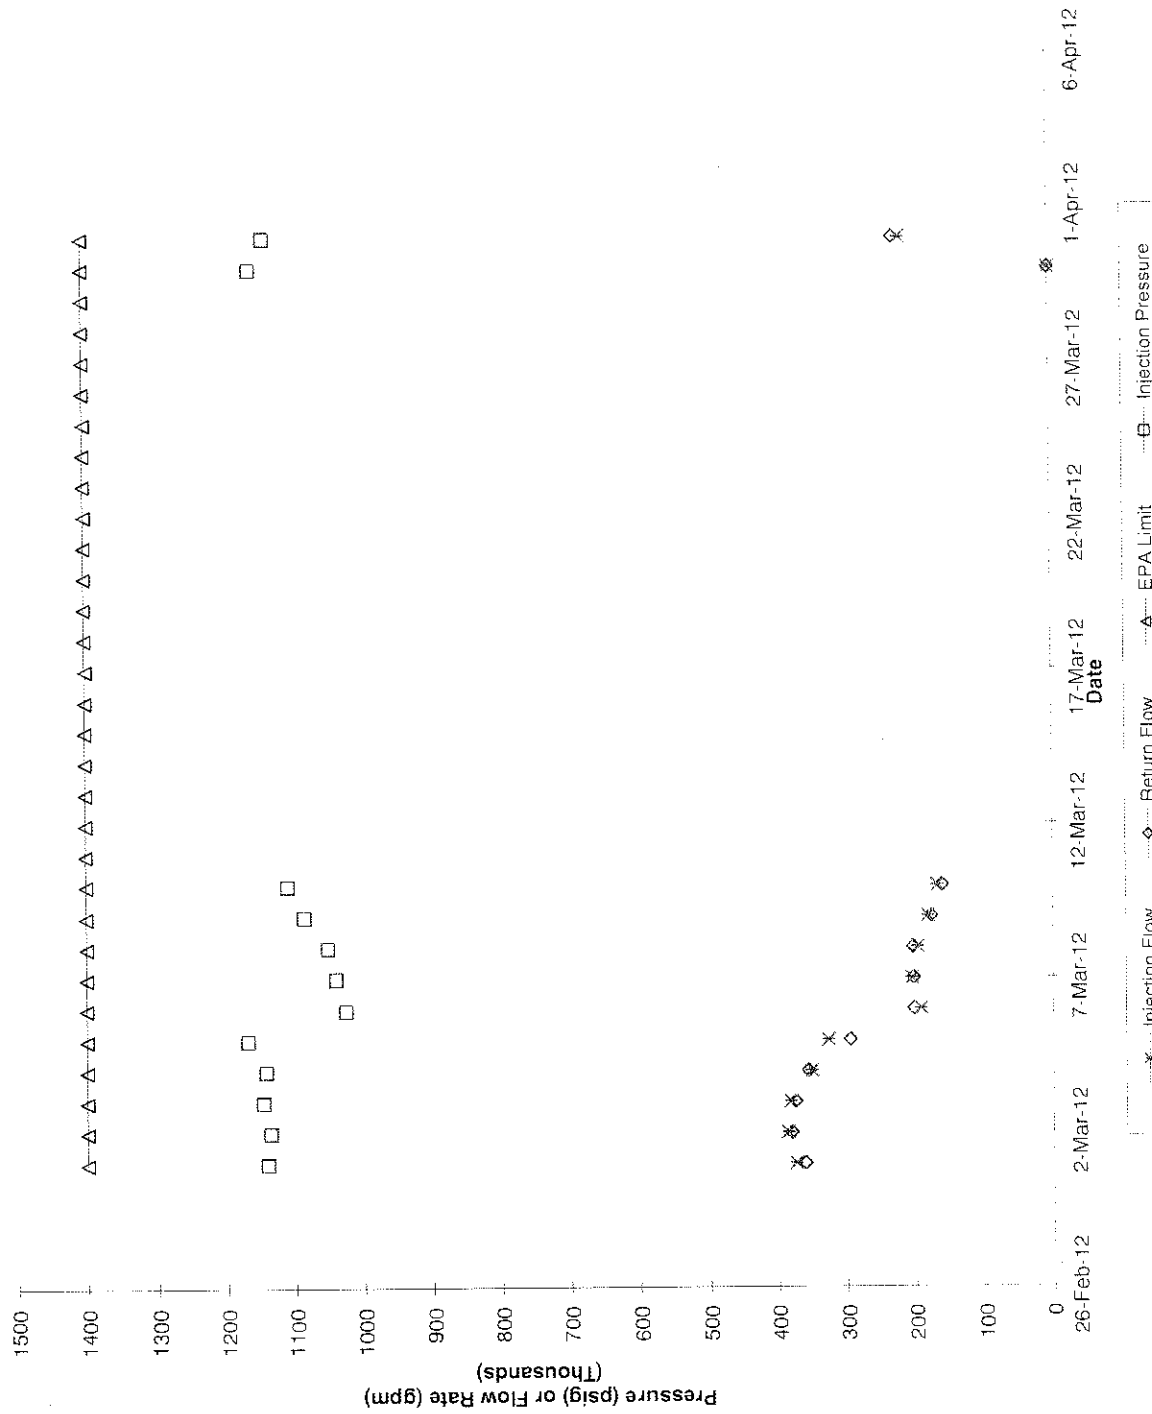 Pressure (psig) or Flow Rate (gpm)
(Thousands)
1500
1400
1300
1200
1100
1000
900
800
700
600
500
400
300
200
100
0
26-Feb-12
2-Mar-12
7-Mar-12
12-Mar-12
17-Mar-12
22-Mar-12
27-Mar-12
1-Apr-12
6-Apr-12
Date
Injection Flow
Return Flow
EPA Limit
Injection Pressure